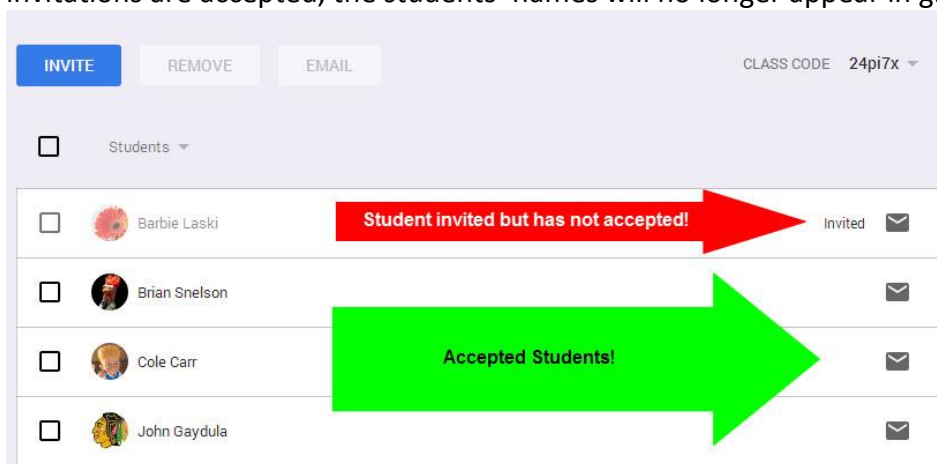 invitations are accepted, the students' names will no longer appear in
INVITE REMOVE EMAIL CLASS CODE 24pi7x
Students
Barbie Laski Student invited but has not accepted! Invited
Brian Snelson
Cole Carr Accepted Students!
John Gaydula